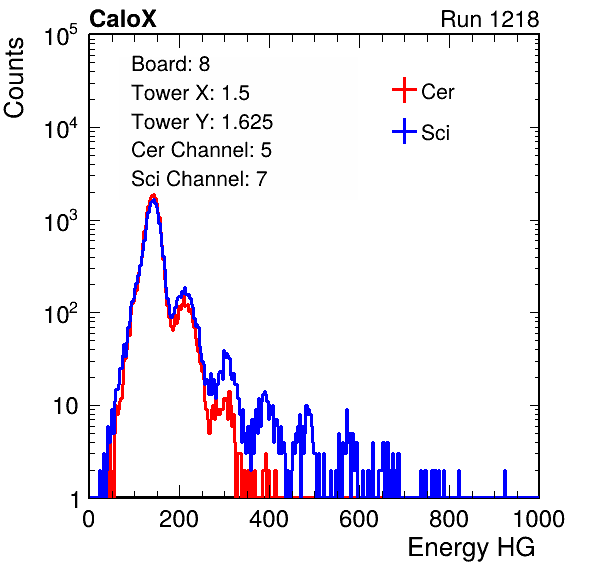 CaloX Run 1218
Counts
Board: 8
Tower X: 1.5
Tower Y: 1.625
Cer Channel: 5
Sci Channel: 7
Cer
Sci
10^5
10^4
10^3
10^2
10
1
0 200 400 600 800 1000
Energy HG